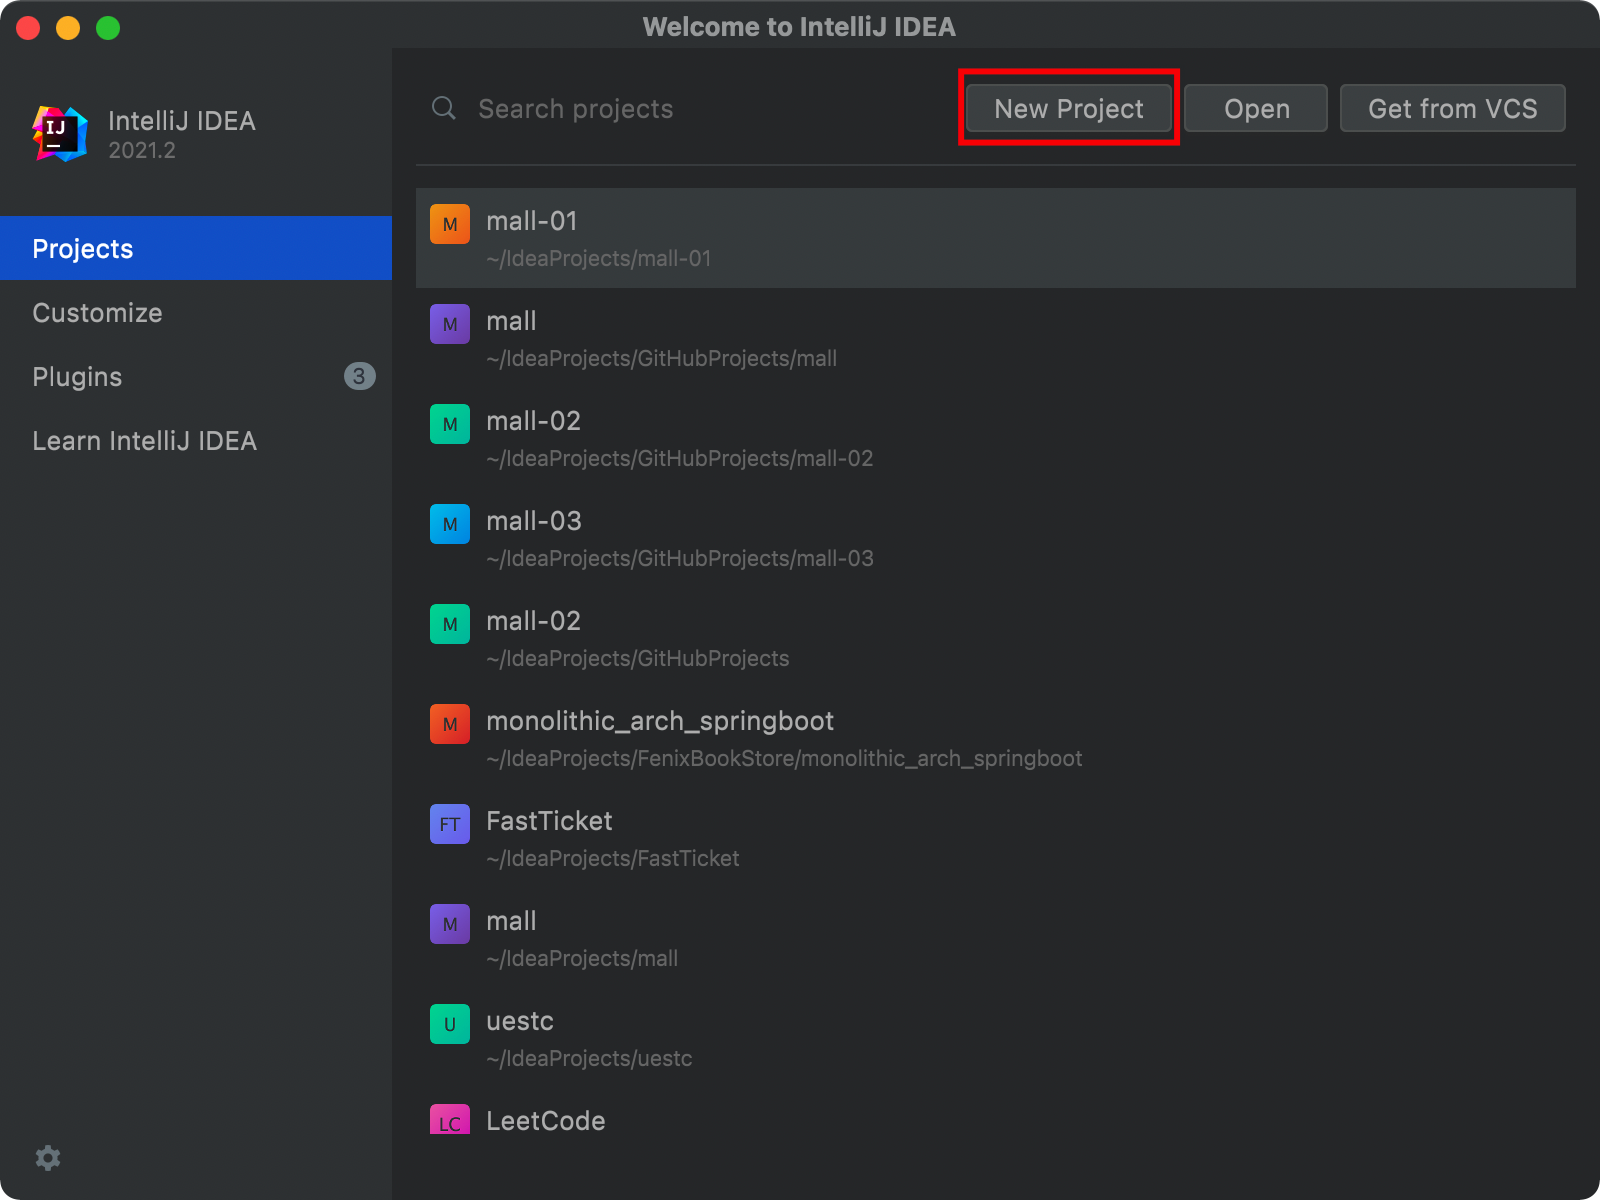 Welcome to IntelliJ IDEA
IJ
IntelliJ IDEA
2021.2
Projects
Customize
Plugins
3
Learn IntelliJ IDEA
Search projects
New Project
Open
Get from VCS
M
mall-01
~/IdeaProjects/mall-01
M
mall
~/IdeaProjects/GitHubProjects/mall
M
mall-02
~/IdeaProjects/GitHubProjects/mall-02
M
mall-03
~/IdeaProjects/GitHubProjects/mall-03
M
mall-02
~/IdeaProjects/GitHubProjects
M
monolithic_arch_springboot
~/IdeaProjects/FenixBookStore/monolithic_arch_springboot
FT
FastTicket
~/IdeaProjects/FastTicket
M
mall
~/IdeaProjects/mall
U
uestc
~/IdeaProjects/uestc
LC
LeetCode